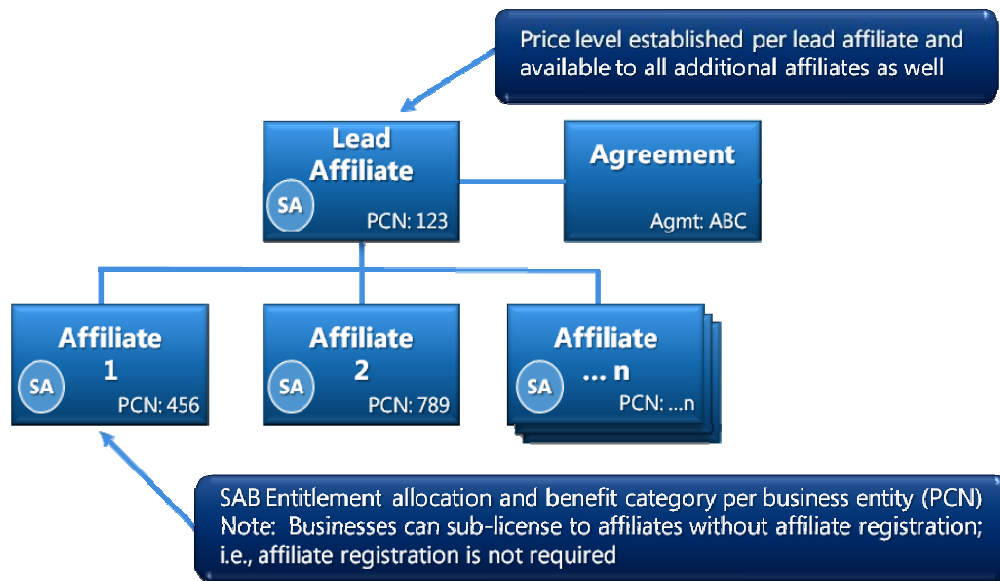 Price level established per lead affiliate and
available to all additional affiliates as well
Lead
Affiliate
SA
PCN: 123
Agreement
Agmt: ABC
Affiliate
1
SA
PCN: 456
Affiliate
2
SA
PCN: 789
Affiliate
... n
SA
PCN: ...n
SAB Entitlement allocation and benefit category per business entity (PCN)
Note: Businesses can sub-license to affiliates without affiliate registration;
i.e., affiliate registration is not required